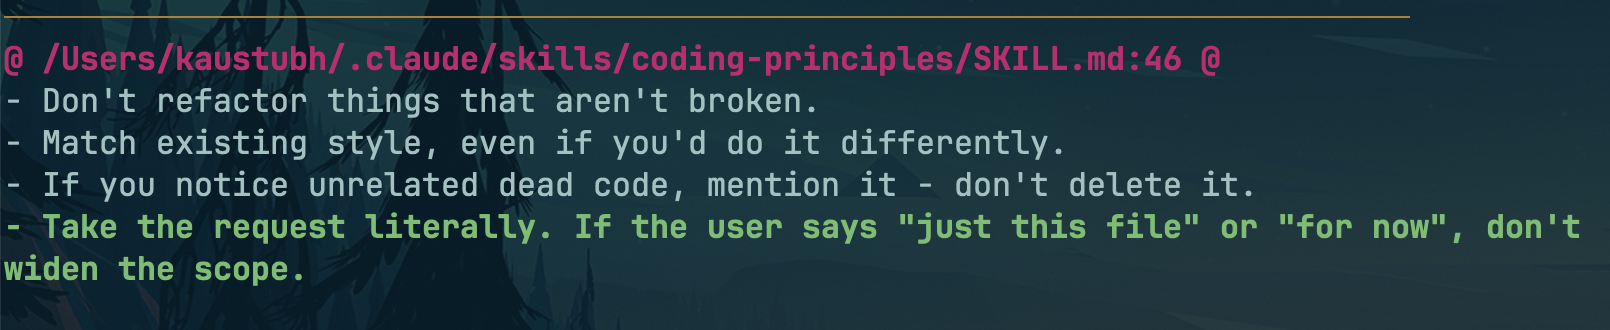 @ /Users/kaustubh/.claude/skills/coding-principles/SKILL.md:46 @
- Don't refactor things that aren't broken.
- Match existing style, even if you'd do it differently.
- If you notice unrelated dead code, mention it - don't delete it.
- Take the request literally. If the user says "just this file" or "for now", don't
widen the scope.